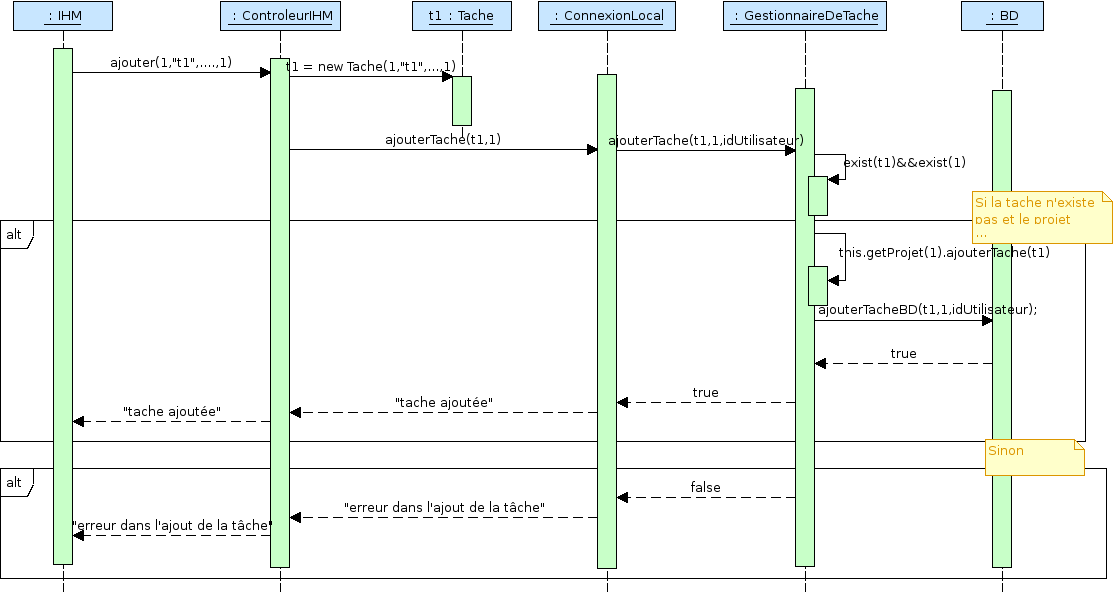 : IHM
: ControleurIHM
t1 : Tache
: ConnexionLocal
: GestionnaireDeTache
: BD
ajouter(1,"t1",....,1)
t1 = new Tache(1,"t1",...,1)
ajouterTache(t1,1)
ajouterTache(t1,1,idUtilisateur)
exist(t1)&&exist(1)
Si la tache n'existe
pas et le projet
...
alt
this.getProjet(1).ajouterTache(t1)
ajouterTacheBD(t1,1,idUtilisateur);
true
true
"tache ajoutée"
"tache ajoutée"
Sinon
alt
false
"erreur dans l'ajout de la tâche"
"erreur dans l'ajout de la tâche"